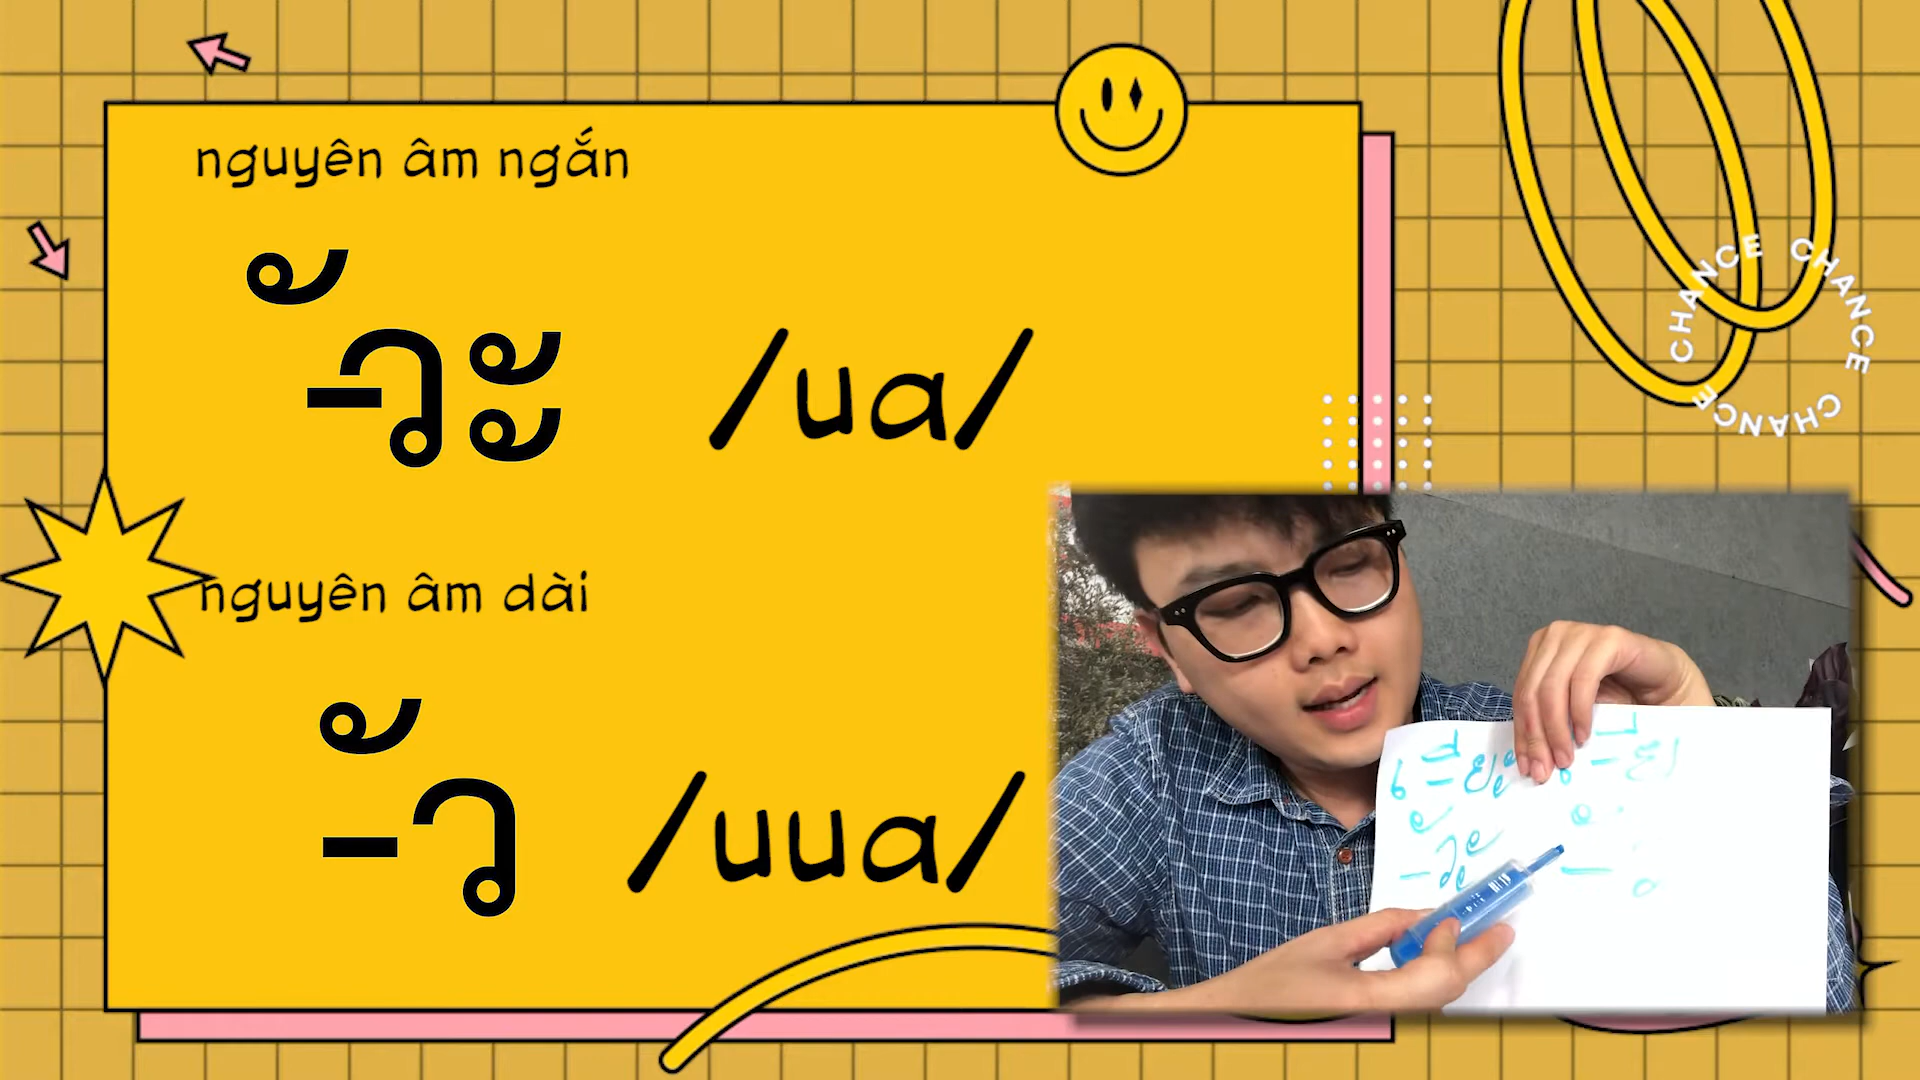 nguyên âm ngắn
-ัวะ /ua/
nguyên âm dài
-ัว /uua/
CHANCE CHANCE CHANCE